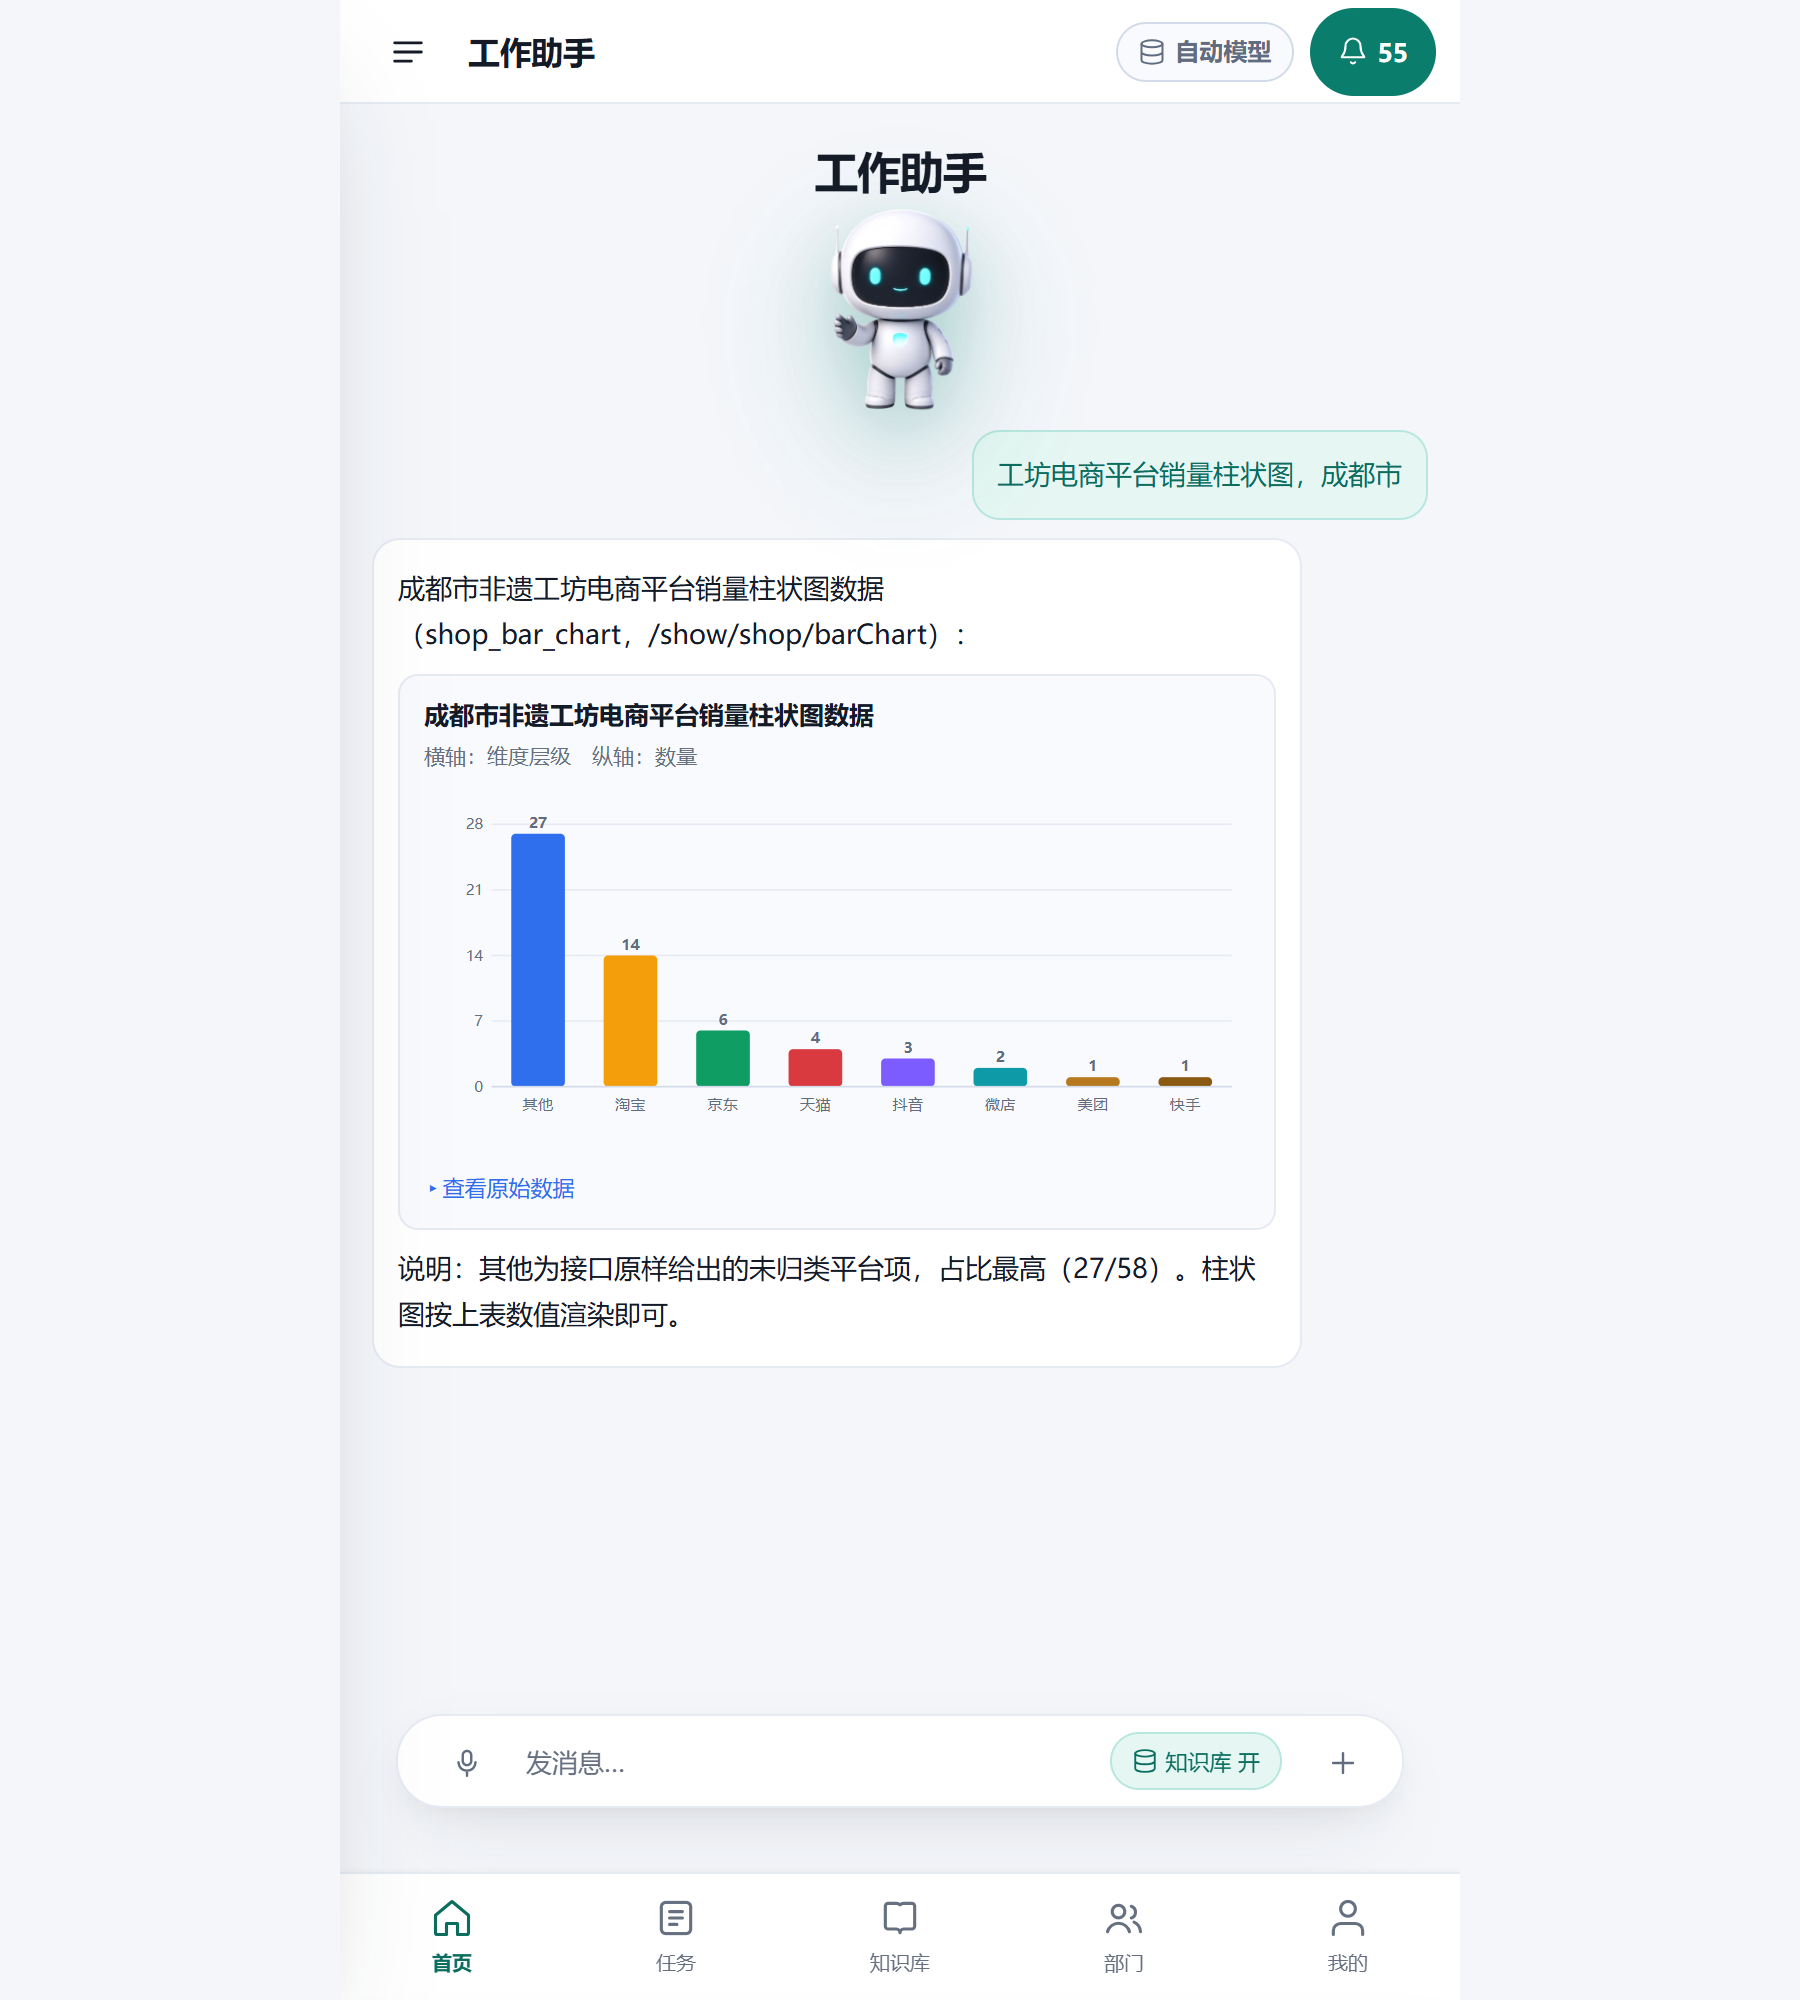 工作助手
自动模型
55
工作助手
工坊电商平台销量柱状图，成都市
成都市非遗工坊电商平台销量柱状图数据
（shop_bar_chart，/show/shop/barChart）：
成都市非遗工坊电商平台销量柱状图数据
横轴：维度层级 纵轴：数量
28
21
14
7
0
27
14
6
4
3
2
1
1
其他
淘宝
京东
天猫
抖音
微店
美团
快手
查看原始数据
说明：其他为接口原样给出的未归类平台项，占比最高（27/58）。柱状
图按上表数值渲染即可。
发消息...
知识库 开
首页
任务
知识库
部门
我的